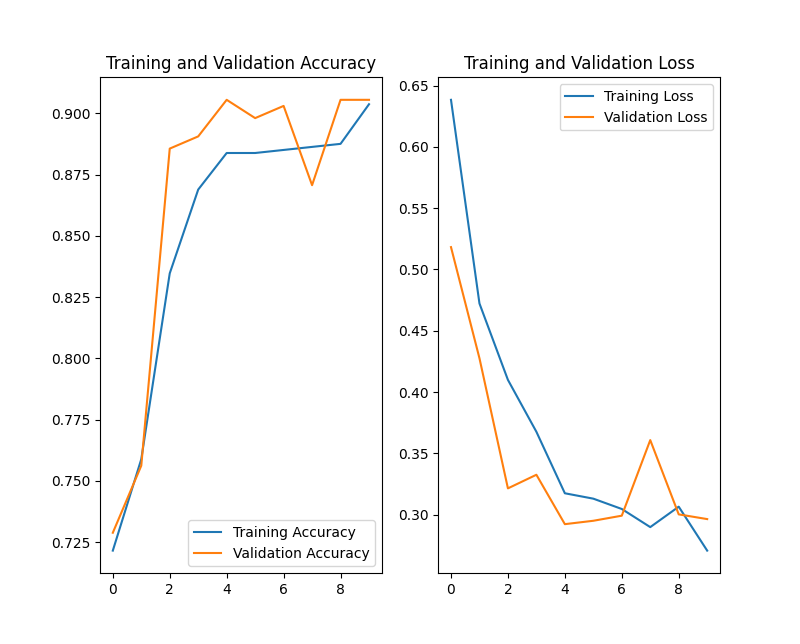 Training and Validation Accuracy
0.900
0.875
0.850
0.825
0.800
0.775
0.750
0.725
Training Accuracy
Validation Accuracy
0 2 4 6 8
Training and Validation Loss
0.65
0.60
0.55
0.50
0.45
0.40
0.35
0.30
Training Loss
Validation Loss
0 2 4 6 8